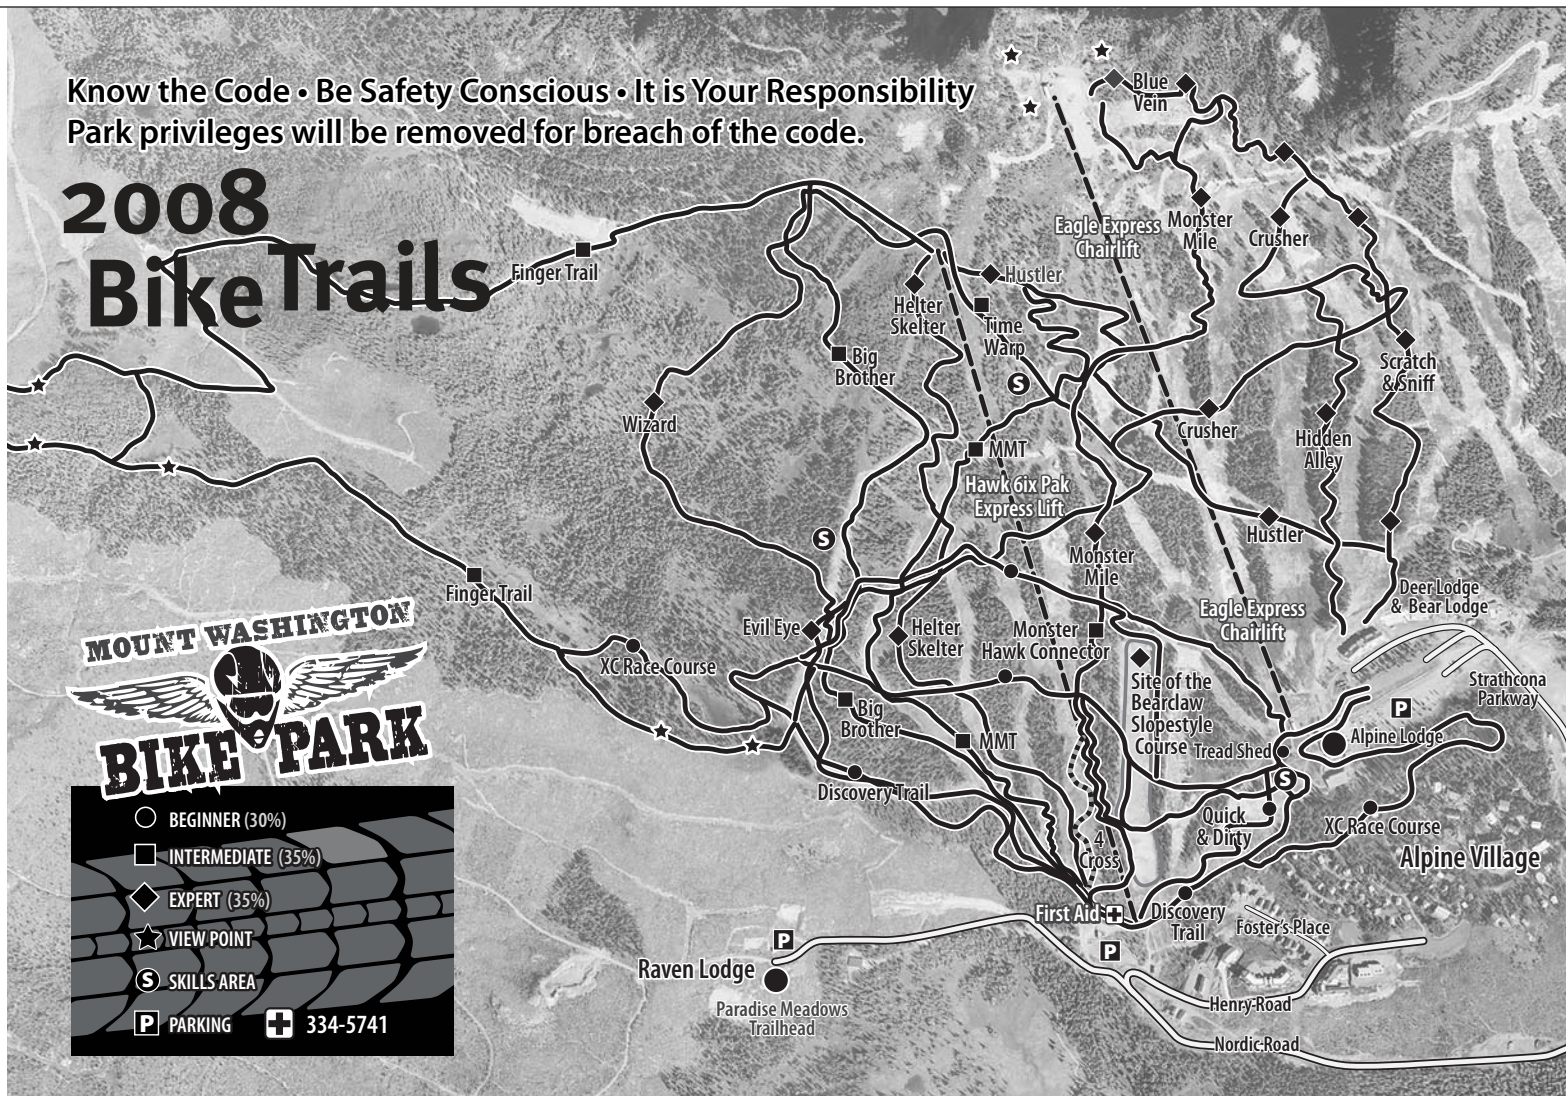 Know the Code • Be Safety Conscious • It is Your Responsibility
Park privileges will be removed for breach of the code.
2008
Bike Trails
Blue
Vein
Eagle Express
Chairlift
Monster
Mile
Crusher
Finger Trail
Hustler
Helter
Skelter
Time
Warp
Big
Brother
Scratch
& Sniff
S
Wizard
Crusher
Hidden
Alley
MMT
Hawk 6ix Pak
Express Lift
S
Hustler
Monster
Mile
Finger Trail
Deer Lodge
& Bear Lodge
Eagle Express
Chairlift
Evil Eye
Helter
Skelter
Monster
Hawk Connector
XC Race Course
Site of the
Bearclaw
Slopestyle
Course
Strathcona
Parkway
P
Big
Brother
MMT
Tread Shed
Alpine Lodge
S
Discovery Trail
Quick
& Dirty
XC Race Course
4
Cross
Alpine Village
First Aid
Discovery
Trail
Foster's Place
P
P
Raven Lodge
Paradise Meadows
Trailhead
Henry Road
Nordic Road
MOUNT WASHINGTON
BIKE PARK
BEGINNER (30%)
INTERMEDIATE (35%)
EXPERT (35%)
VIEW POINT
S SKILLS AREA
P PARKING 334-5741